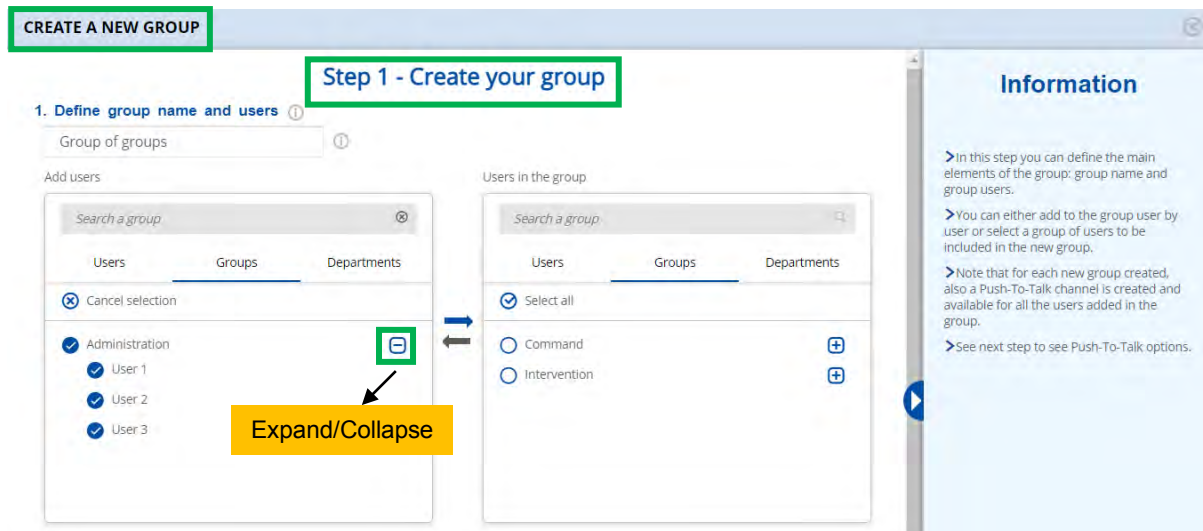 CREATE A NEW GROUP
Step 1 - Create your group
1. Define group name and users
Group of groups
Add users
Search a group
Users Groups Departments
Cancel selection
Administration
User 1
User 2
User 3
Expand/Collapse
Users in the group
Search a group
Users Groups Departments
Select all
Command
Intervention
Information
In this step you can define the main
elements of the group: group name and
group users.
You can either add to the group user by
user or select a group of users to be
included in the new group.
Note that for each new group created,
also a Push-To-Talk channel is created and
available for all the users added in the
group.
See next step to see Push-To-Talk options.